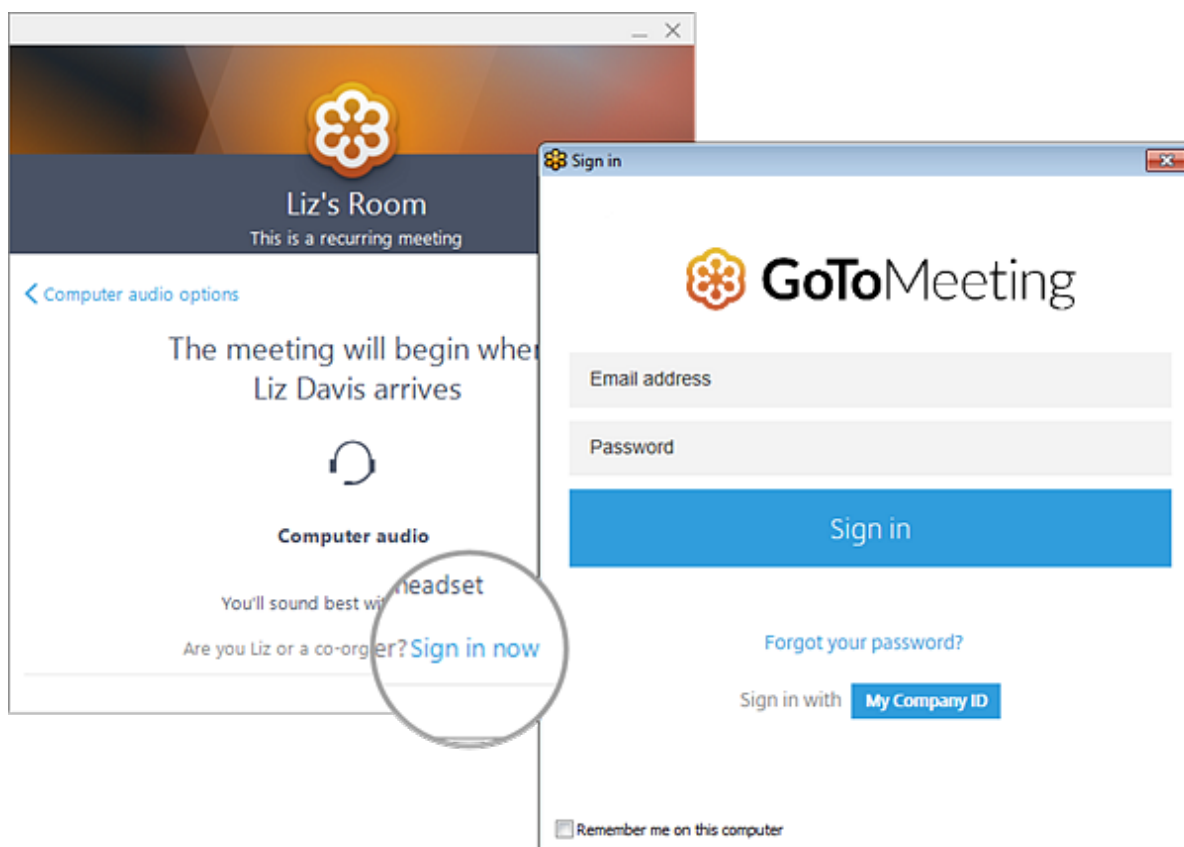 Liz's Room
This is a recurring meeting
Computer audio options
The meeting will begin when
Liz Davis arrives
Computer audio
headset
You'll sound best wi
Are you Liz or a co-org er? Sign in now
Sign in
GoToMeeting
Email address
Password
Sign in
Forgot your password?
Sign in with My Company ID
Remember me on this computer